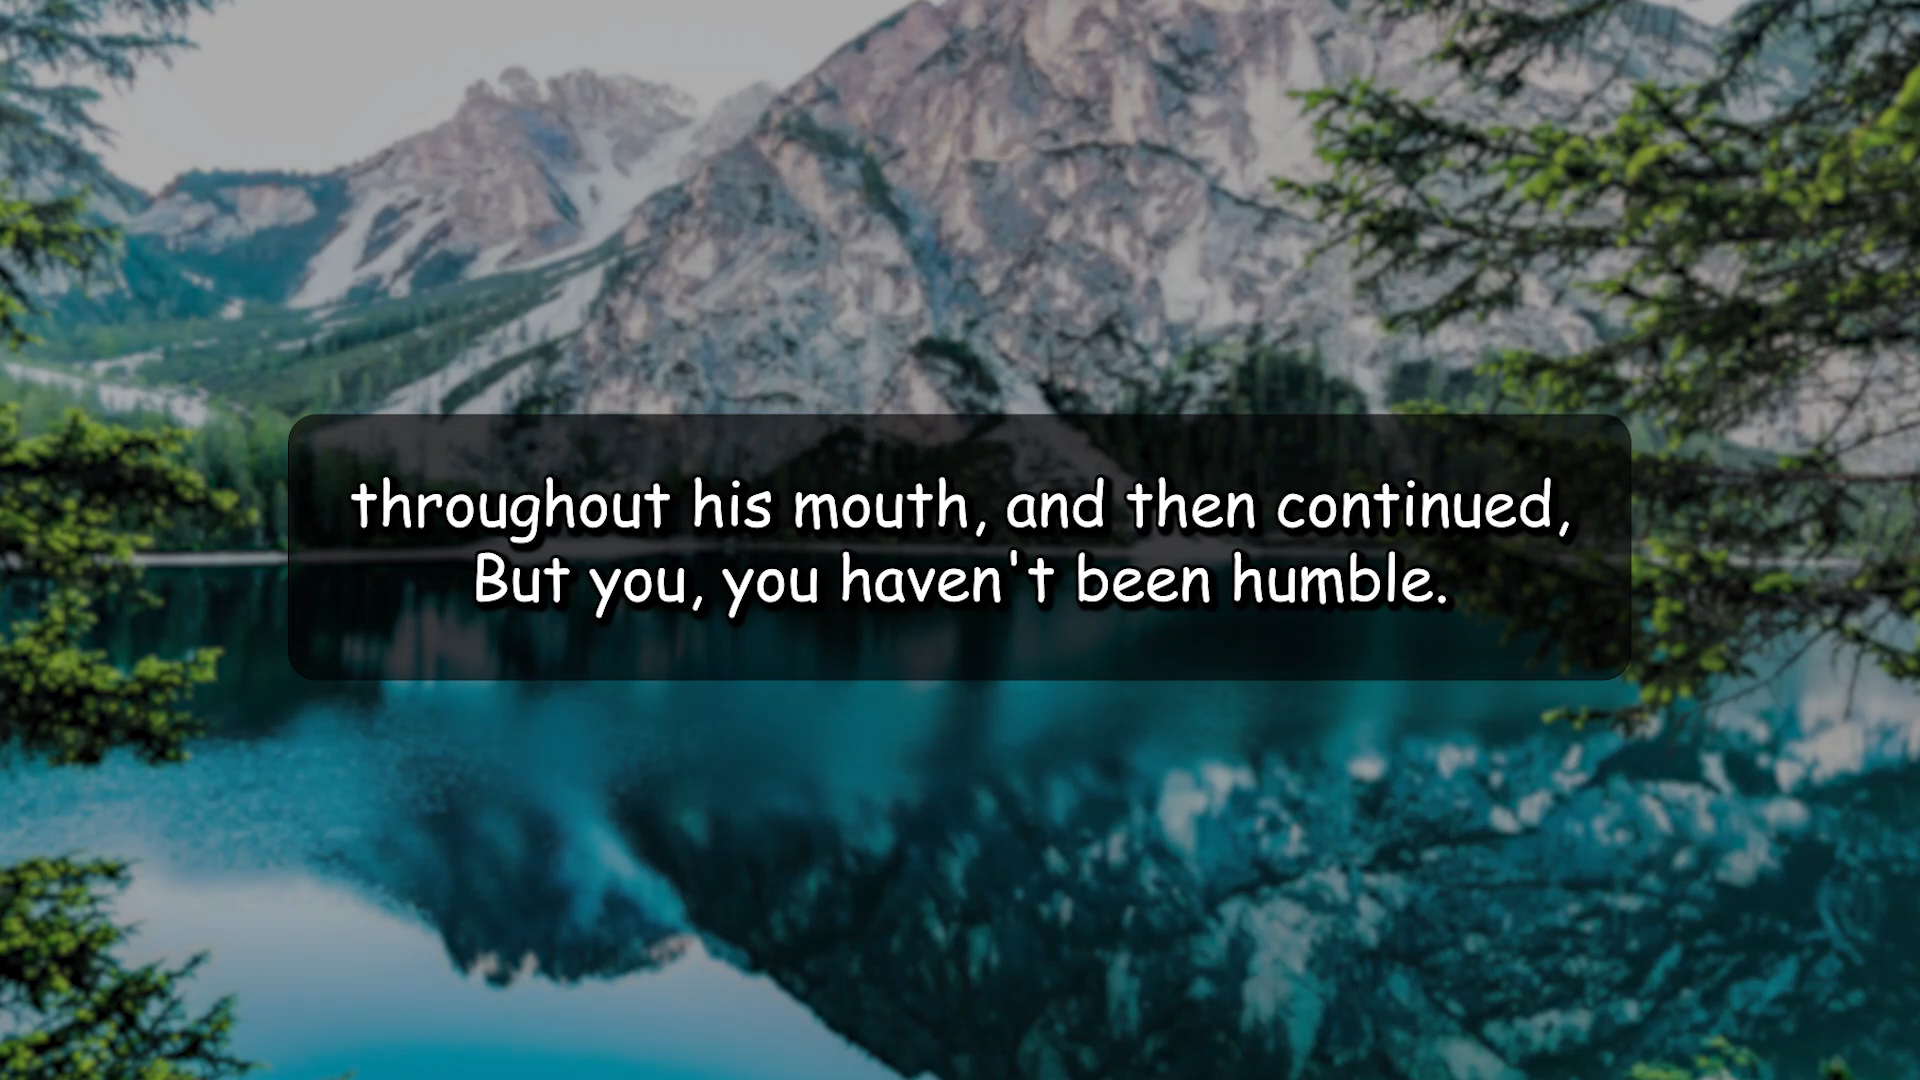 throughout his mouth, and then continued,
But you, you haven't been humble.